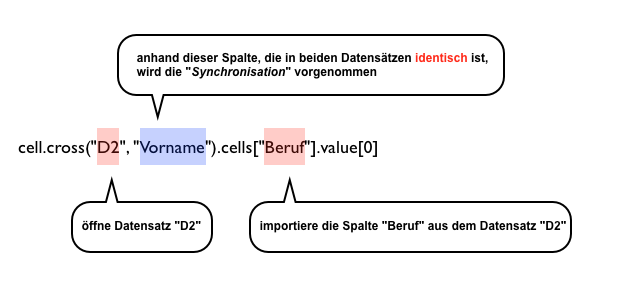 anhand dieser Spalte, die in beiden Datensätzen identisch ist,
wird die "Synchronisation" vorgenommen
cell.cross("D2", "Vorname").cells["Beruf"].value[0]
öffne Datensatz "D2"
importiere die Spalte "Beruf" aus dem Datensatz "D2"